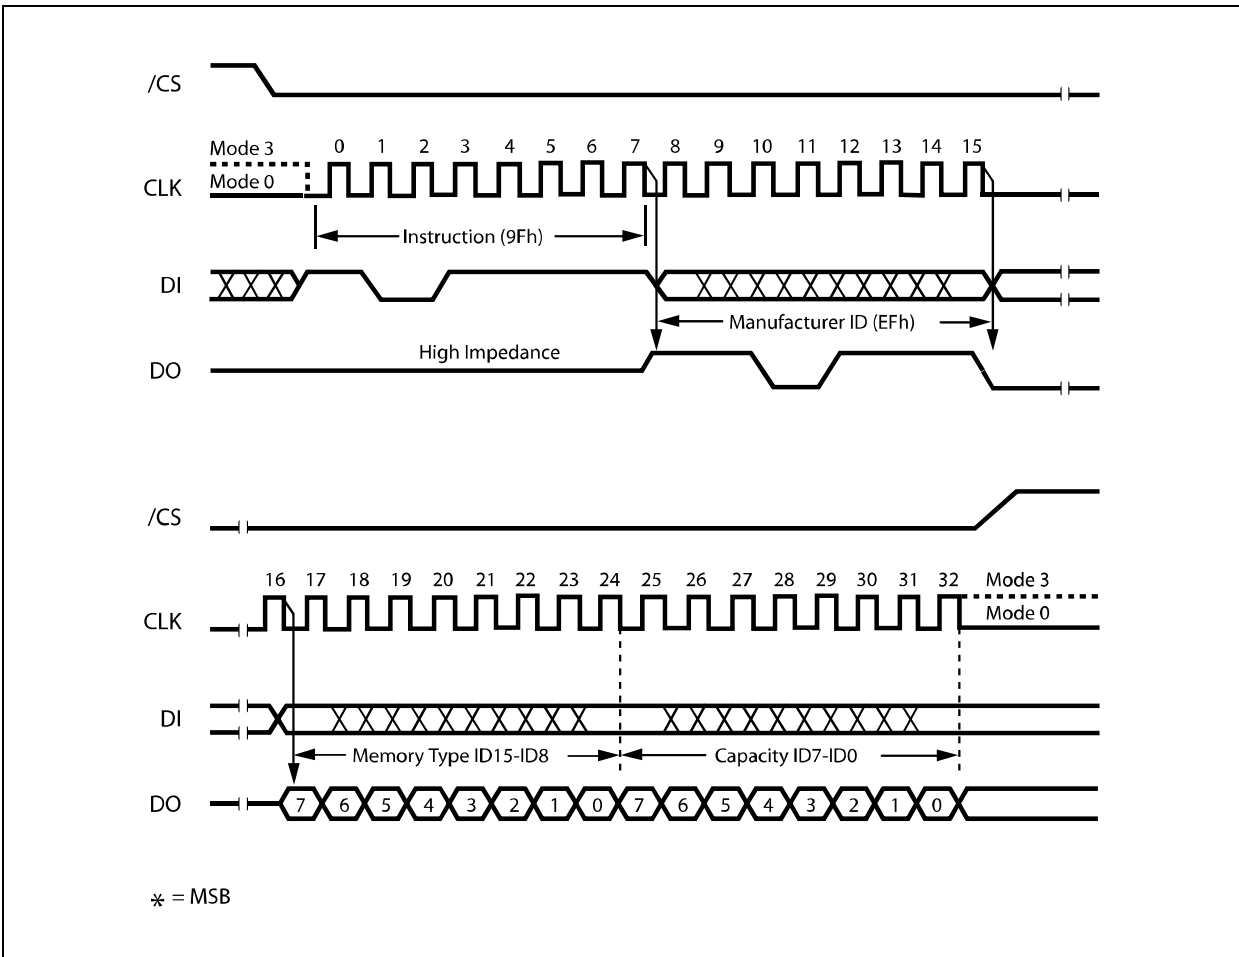 /CS
Mode 3
0 1 2 3 4 5 6 7 8 9 10 11 12 13 14 15
Mode 0
CLK
Instruction (9Fh)
DI
Manufacturer ID (EFh)
High Impedance
DO
/CS
16 17 18 19 20 21 22 23 24 25 26 27 28 29 30 31 32 Mode 3
Mode 0
CLK
DI
Memory Type ID15-ID8
Capacity ID7-ID0
DO
7 6 5 4 3 2 1 0 7 6 5 4 3 2 1 0
* = MSB